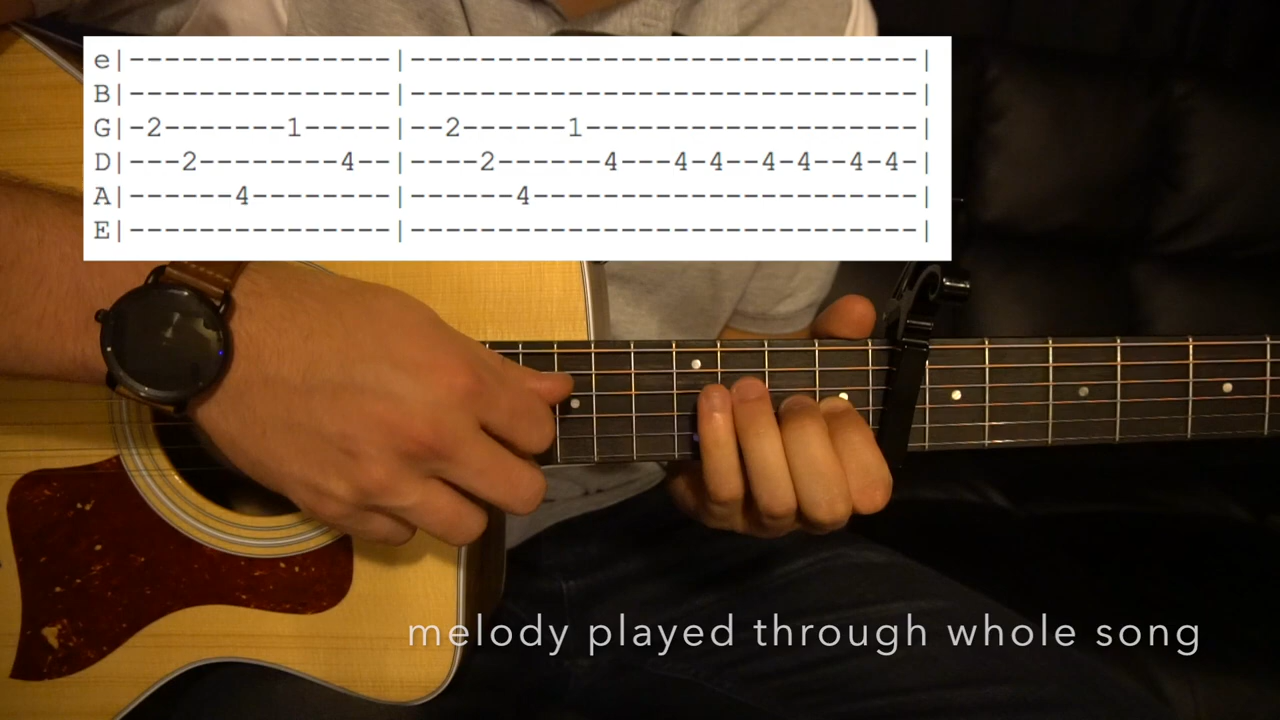 e|---------------|-----------------------------|
B|---------------|-----------------------------|
G|-2-------1-----|--2------1-------------------|
D|---2--------4--|----2------4---4-4--4-4--4-4-|
A|------4--------|------4----------------------|
E|---------------|-----------------------------|
melody played through whole song